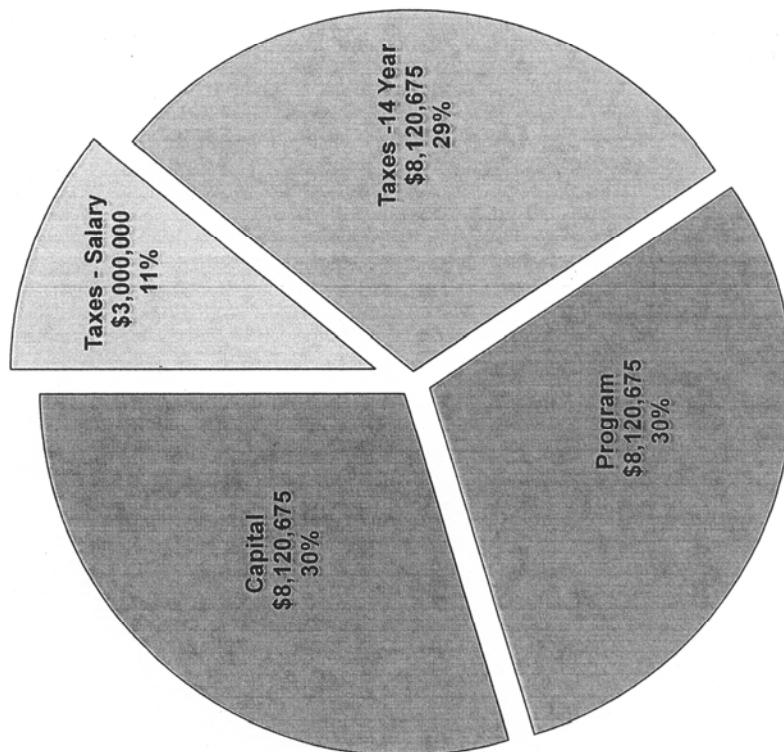 Taxes - Salary
$3,000,000
11%
Taxes -14 Year
$8,120,675
29%
Program
$8,120,675
30%
Capital
$8,120,675
30%